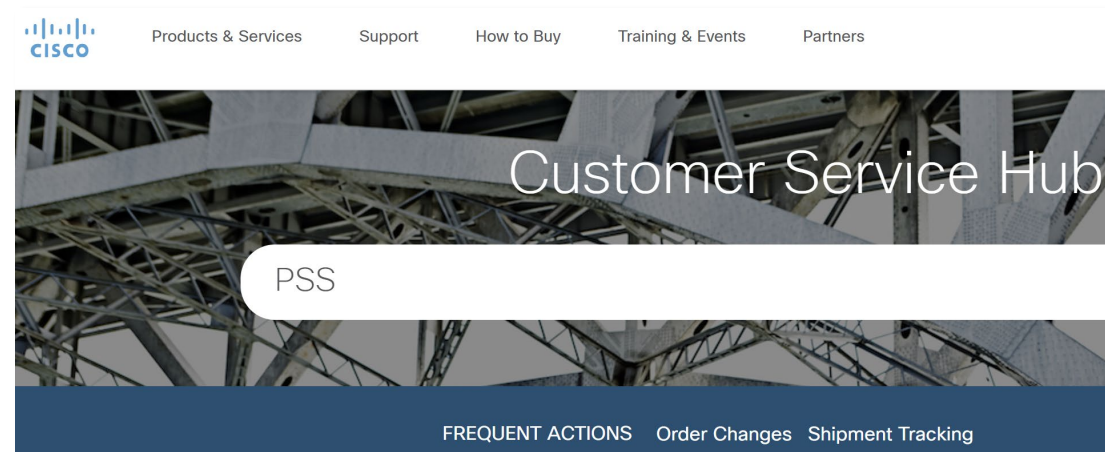 CISCO
Products & Services Support How to Buy Training & Events Partners
Customer Service Hub
PSS
FREQUENT ACTIONS Order Changes Shipment Tracking